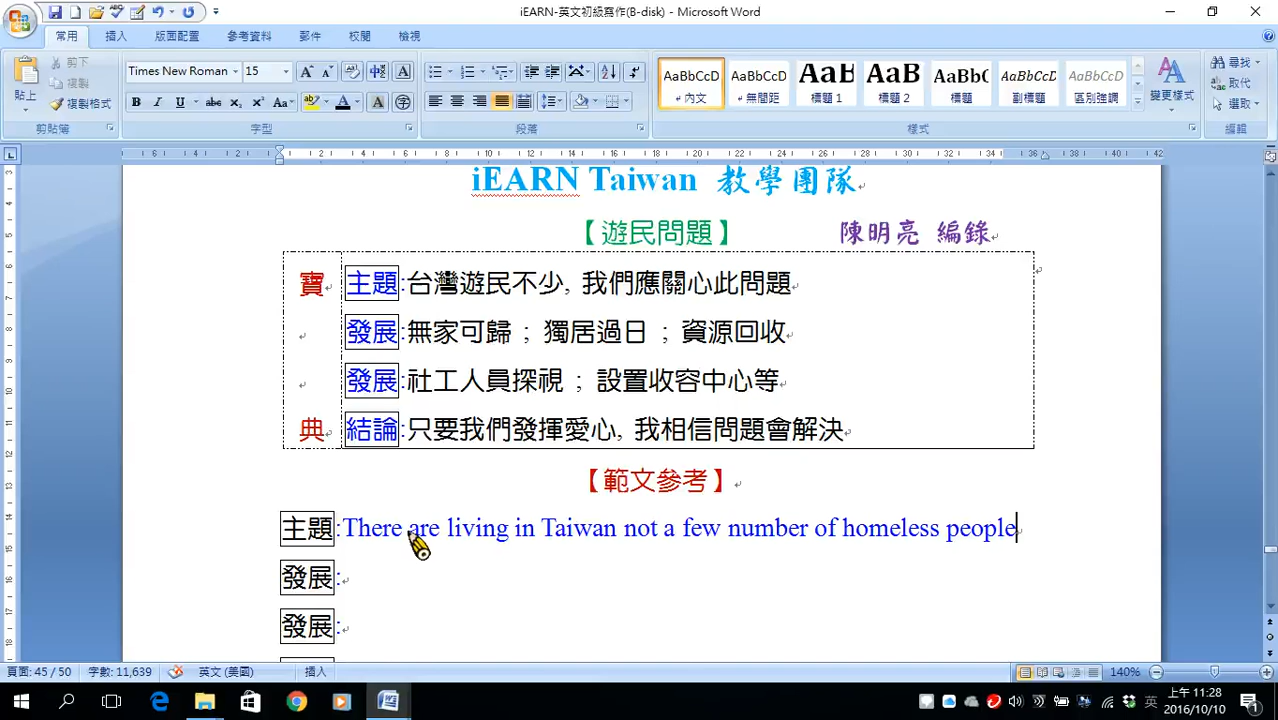 iEARN-英文初級寫作(B-disk) - Microsoft Word
常用 插入 版面配置 參考資料 郵件 校閱 檢視
貼上 剪下 複製 複製格式 剪貼簿
Times New Roman 15
字型
段落
AaBbCcD AaBbCcD AaBb AaB AaBb( AaBbCcD AaBbCcD
內文 無間距 標題 1 標題 2 標題 副標題 區別強調
變更樣式
樣式
尋找 取代 選取 編輯
iEARN Taiwan 教學團隊
【遊民問題】 陳明亮 編錄
寶 主題:台灣遊民不少, 我們應關心此問題
發展:無家可歸 ; 獨居過日 ; 資源回收
發展:社工人員探視 ; 設置收容中心等
典 結論:只要我們發揮愛心, 我相信問題會解決
【範文參考】
主題:There are living in Taiwan not a few number of homeless people
發展:
發展:
頁面: 45 / 50 字數: 11,639 英文 (美國) 插入 140%
英 上午 11:28
2016/10/10